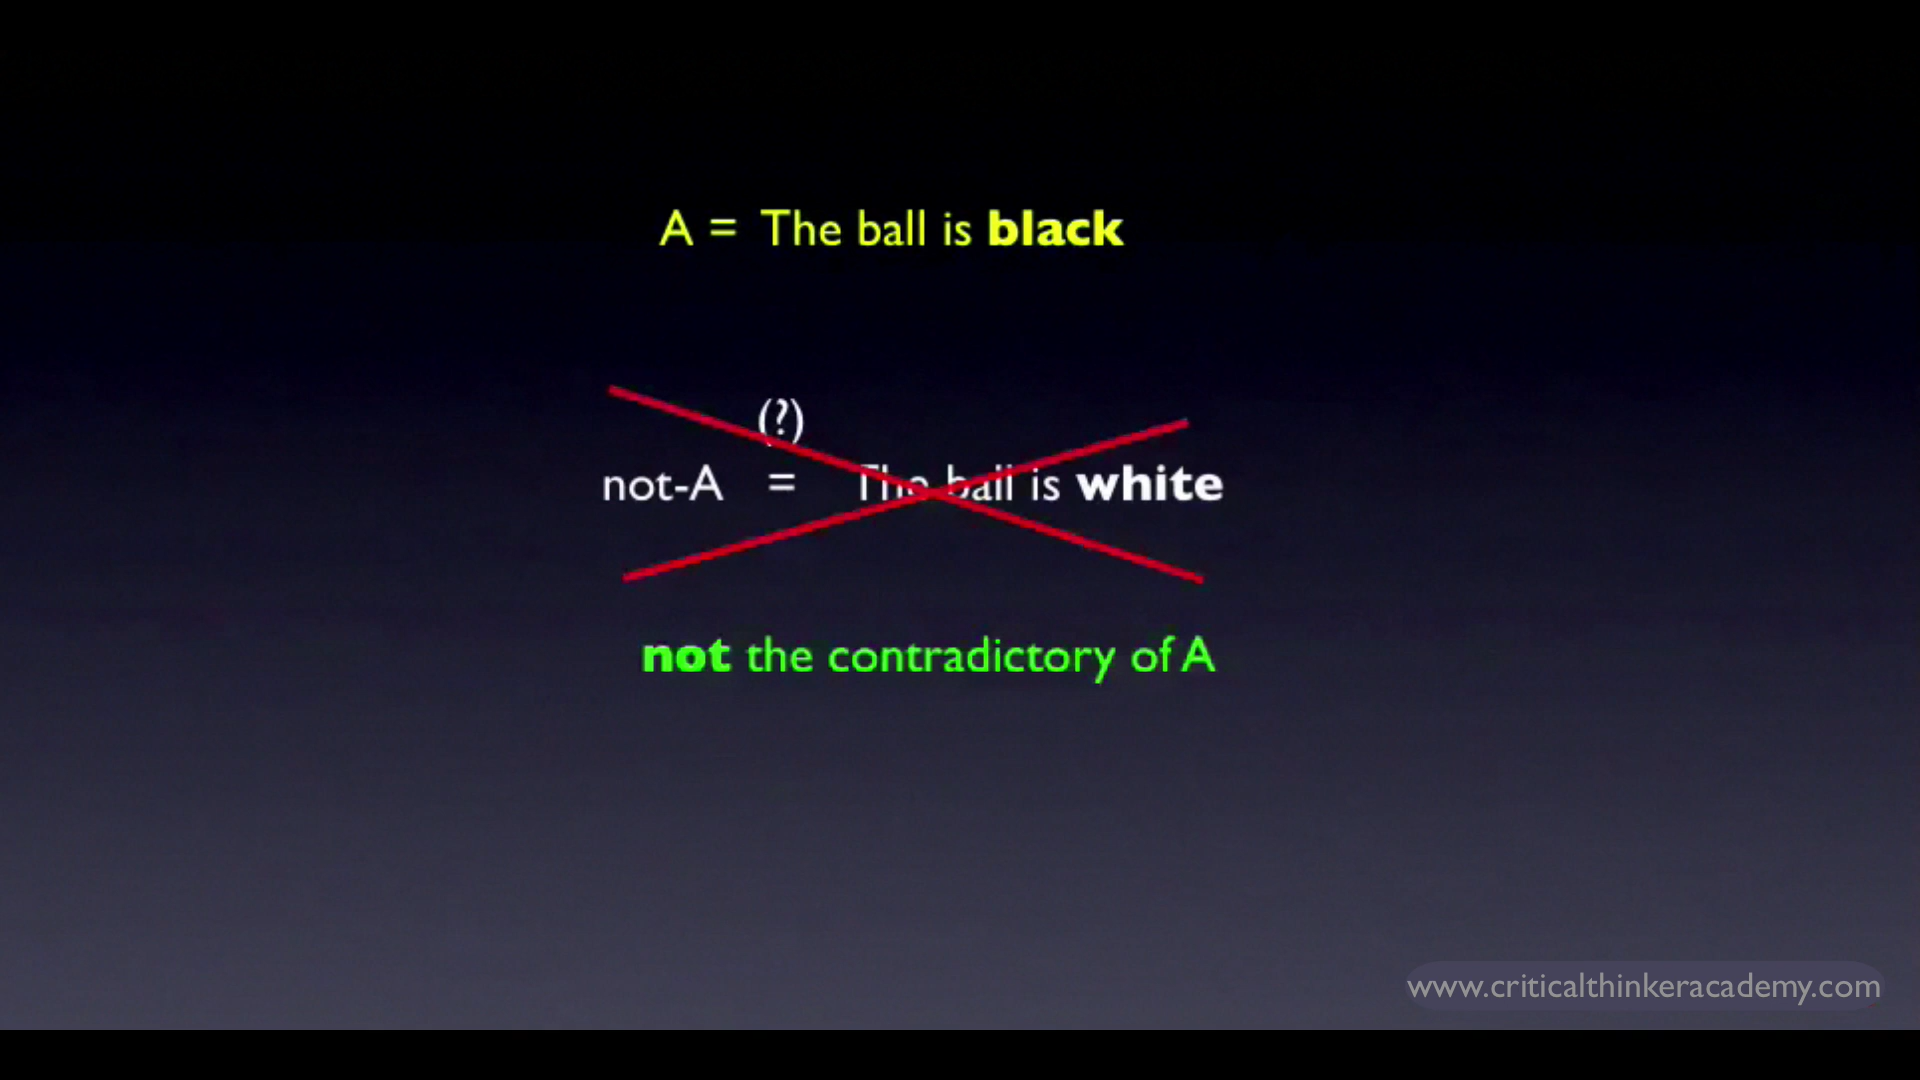 A = The ball is black
(?)
not-A = The ball is white
not the contradictory of A
www.criticalthinkeracademy.com